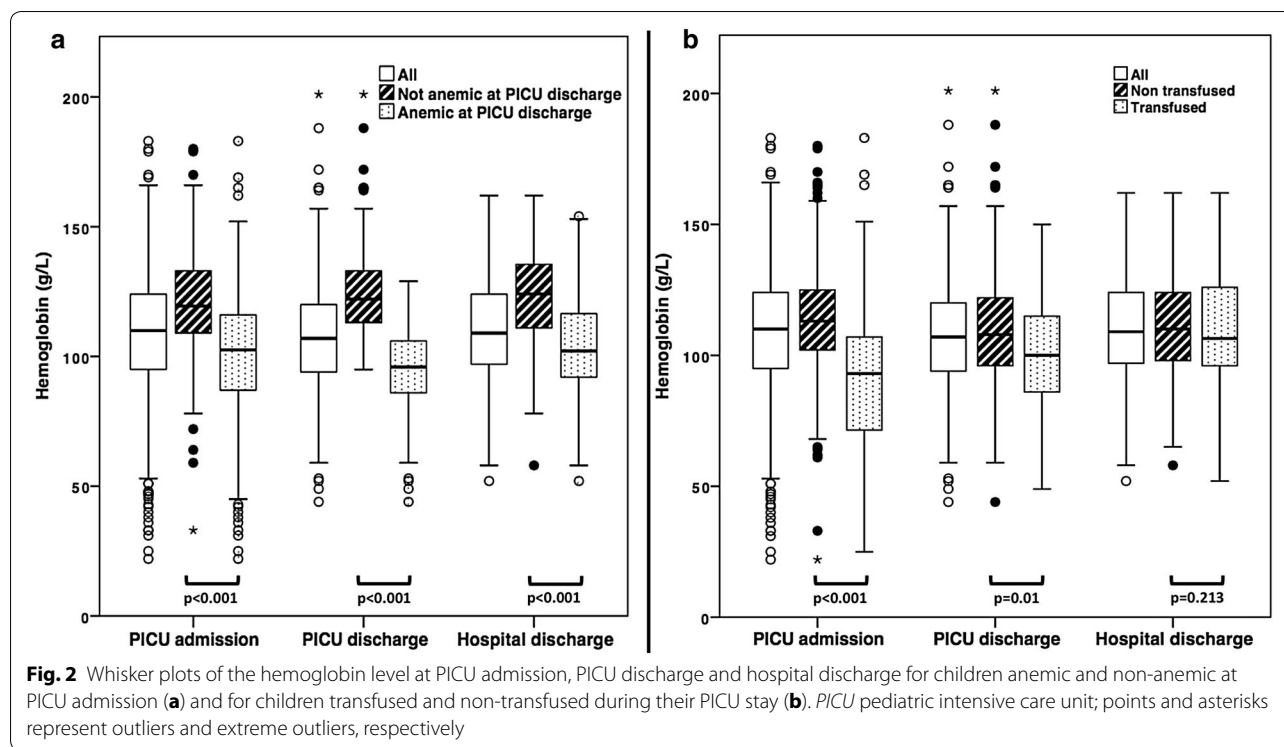 a
All
Not anemic at PICU discharge
Anemic at PICU discharge
Hemoglobin (g/L)
200
150
100
50
0
p<0.001
p<0.001
p<0.001
PICU admission
PICU discharge
Hospital discharge
b
All
Non transfused
Transfused
Hemoglobin (g/L)
200
150
100
50
0
p<0.001
p=0.01
p=0.213
PICU admission
PICU discharge
Hospital discharge
Fig. 2 Whisker plots of the hemoglobin level at PICU admission, PICU discharge and hospital discharge for children anemic and non-anemic at
PICU admission (a) and for children transfused and non-transfused during their PICU stay (b). PICU pediatric intensive care unit; points and asterisks
represent outliers and extreme outliers, respectively